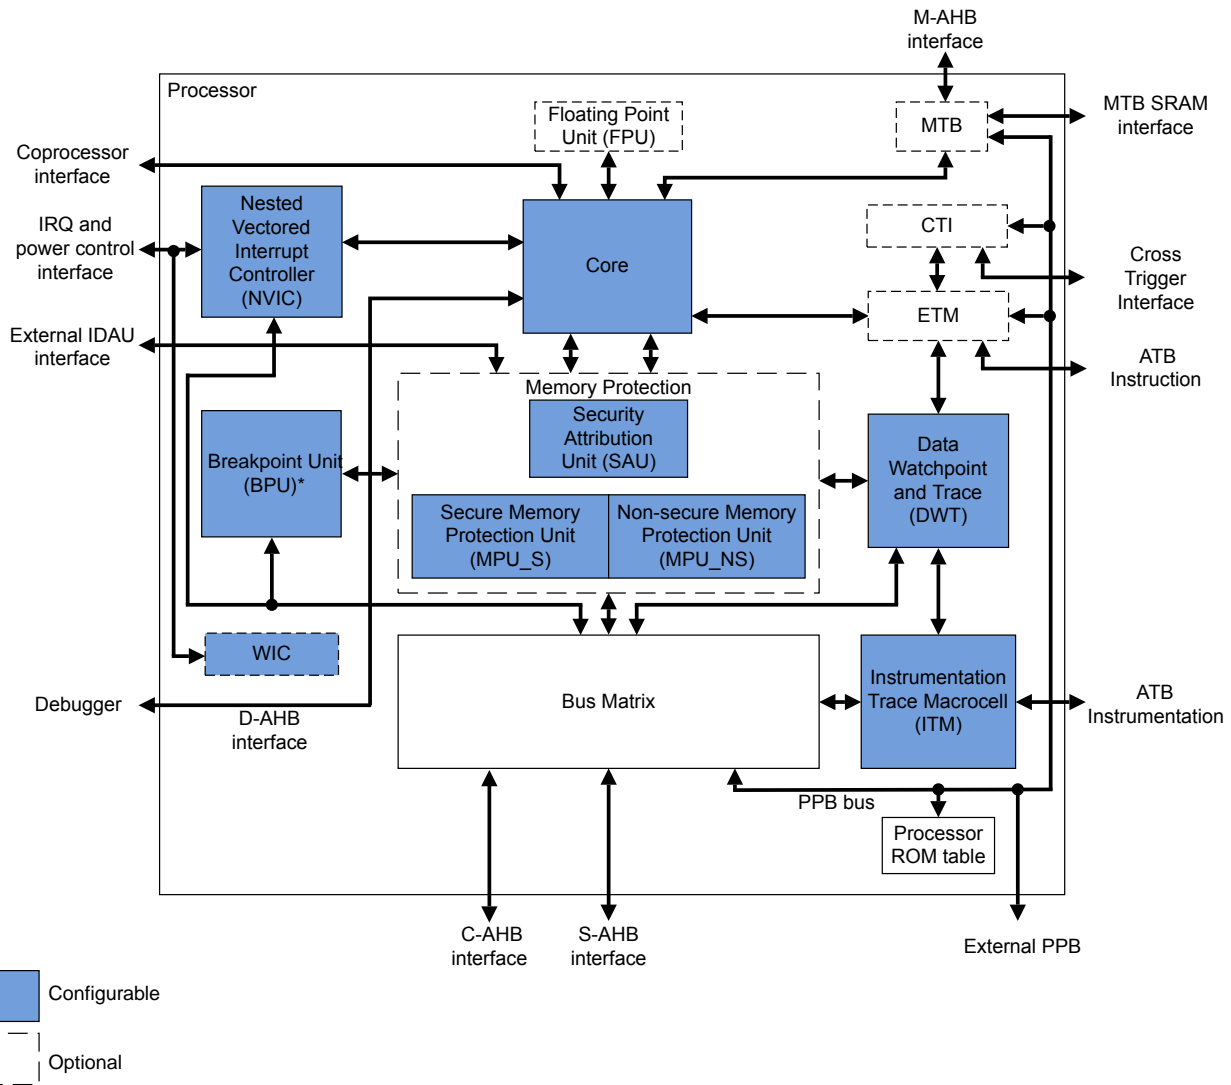 M-AHB
interface
Processor
MTB SRAM
interface
Floating Point
Unit (FPU)
MTB
Coprocessor
interface
Nested
Vectored
Interrupt
Controller
(NVIC)
IRQ and
power control
interface
Core
CTI
Cross
Trigger
Interface
ETM
External IDAU
interface
ATB
Instruction
Memory Protection
Security
Attribution
Unit (SAU)
Breakpoint Unit
(BPU)*
Data
Watchpoint
and Trace
(DWT)
Secure Memory
Protection Unit
(MPU_S)
Non-secure Memory
Protection Unit
(MPU_NS)
WIC
Debugger
D-AHB
interface
Bus Matrix
Instrumentation
Trace Macrocell
(ITM)
ATB
Instrumentation
PPB bus
Processor
ROM table
C-AHB
interface
S-AHB
interface
External PPB
Configurable
Optional